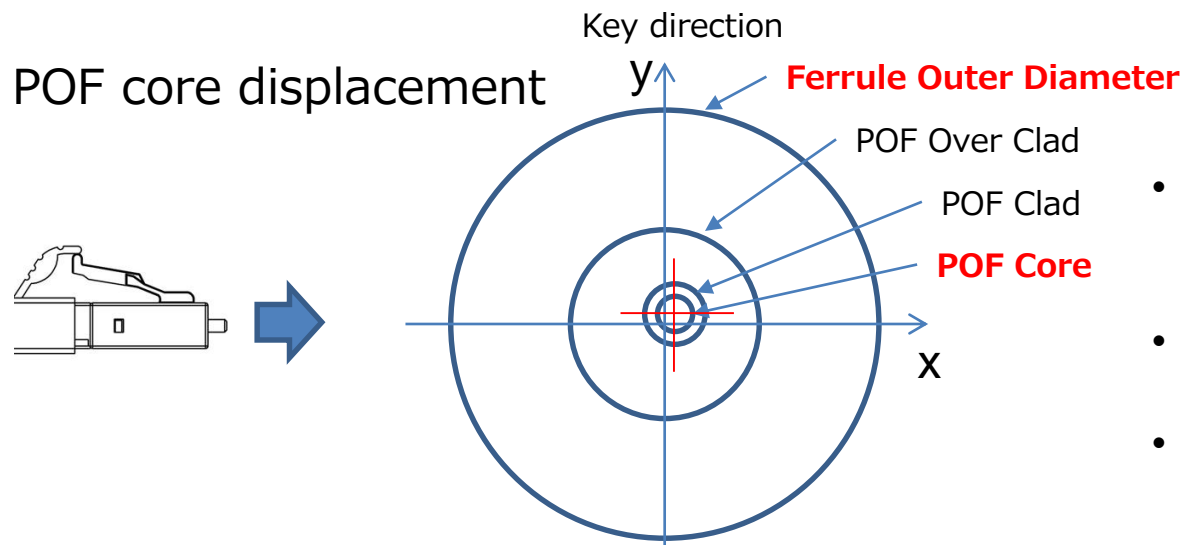 Key direction
POF core displacement
y
Ferrule Outer Diameter
POF Over Clad
POF Clad
POF Core
x
•
•
•